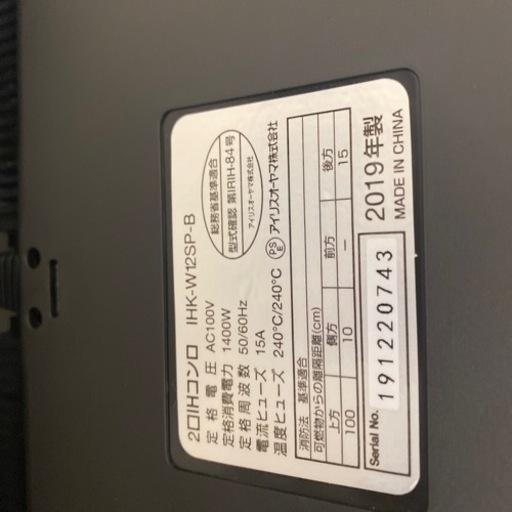 2口IHコンロ IHK-W12SP-B
定格電圧 AC100V
定格消費電力 1400W
定格周波数 50/60Hz
電流ヒューズ 15A
温度ヒューズ 240℃/240℃
総務省基準適合
型式確認 第IRIH-84号
アイリスオーヤマ株式会社
PS
E
アイリスオーヤマ株式会社
消防法 基準適合
可燃物からの離隔距離(cm)
上方 側方 前方 後方
100 10 − 15
Serial No. 191220743
2019年製
MADE IN CHINA